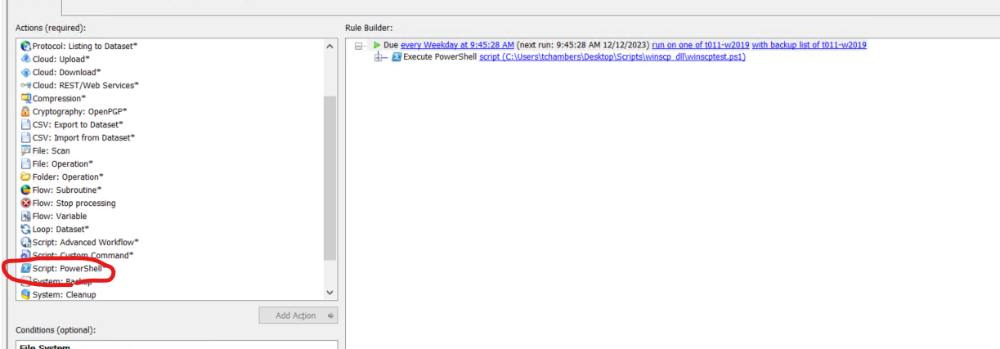 Actions (required):
Protocol: Listing to Dataset*
Cloud: Upload*
Cloud: Download*
Cloud: REST/Web Services*
Compression*
Cryptography: OpenPGP*
CSV: Export to Dataset*
CSV: Import from Dataset*
File: Scan
File: Operation*
Folder: Operation*
Flow: Subroutine*
Flow: Stop processing
Flow: Variable
Loop: Dataset*
Script: Advanced Workflow*
Script: Custom Command*
Script: PowerShell
System: Backup
System: Cleanup
Add Action
Conditions (optional):
File System
Rule Builder:
Due every Weekday at 9:45:28 AM (next run: 9:45:28 AM 12/12/2023) run on one of t011-w2019 with backup list of t011-w2019
Execute PowerShell script (C:\Users\tchambers\Desktop\Scripts\winscp_dll\winscptest.ps1)